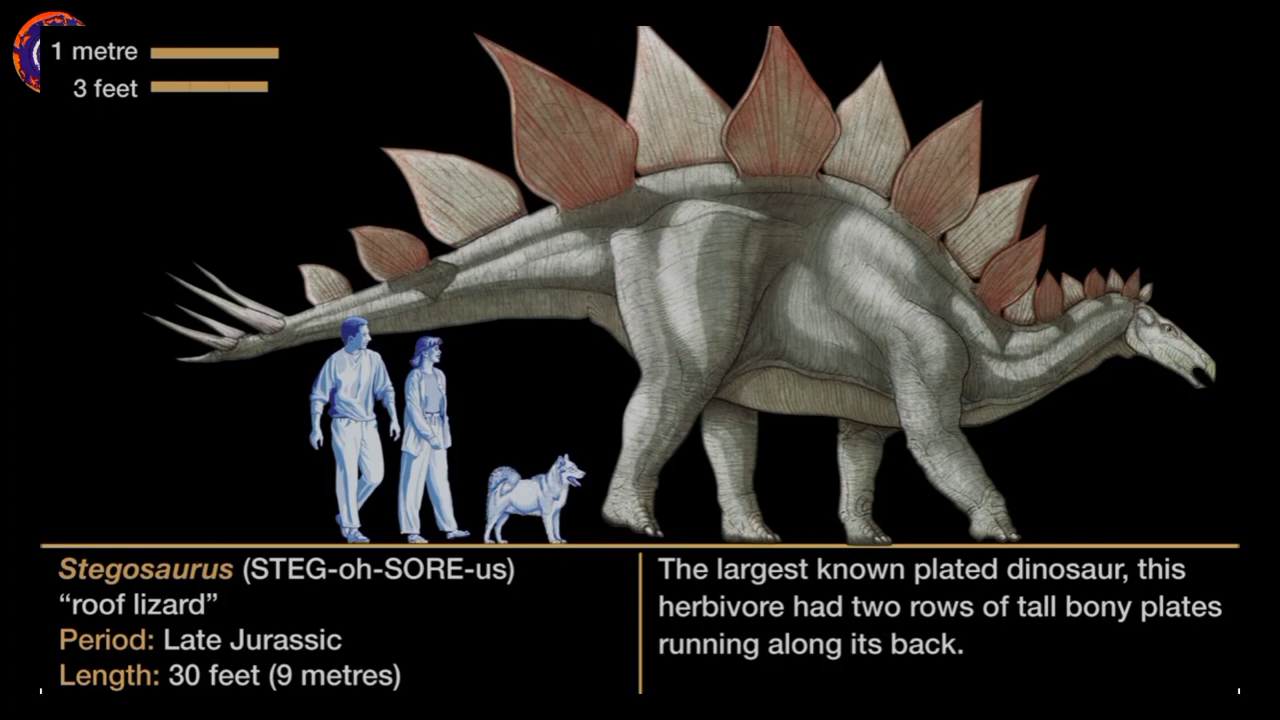 1 metre
3 feet
Stegosaurus (STEG-oh-SORE-us)
“roof lizard”
Period: Late Jurassic
Length: 30 feet (9 metres)
The largest known plated dinosaur, this
herbivore had two rows of tall bony plates
running along its back.